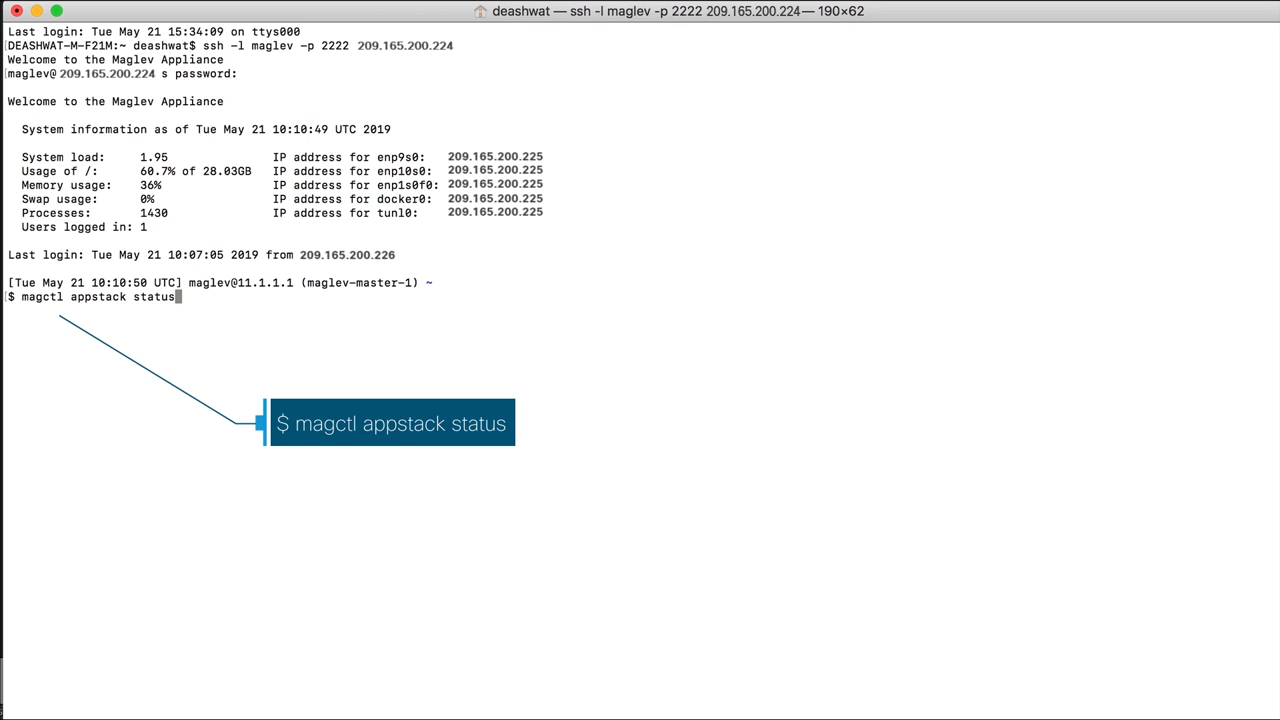 deashwat — ssh -l maglev -p 2222 209.165.200.224 — 190×62
Last login: Tue May 21 15:34:09 on ttys000
[DEASHWAT-M-F21M:~ deashwat$ ssh -l maglev -p 2222 209.165.200.224
Welcome to the Maglev Appliance
[maglev@ 209.165.200.224 s password:
Welcome to the Maglev Appliance
System information as of Tue May 21 10:10:49 UTC 2019
System load: 1.95 IP address for enp9s0: 209.165.200.225
Usage of /: 60.7% of 28.03GB IP address for enp10s0: 209.165.200.225
Memory usage: 36% IP address for enp1s0f0: 209.165.200.225
Swap usage: 0% IP address for docker0: 209.165.200.225
Processes: 1430 IP address for tunl0: 209.165.200.225
Users logged in: 1
Last login: Tue May 21 10:07:05 2019 from 209.165.200.226
[Tue May 21 10:10:50 UTC] maglev@11.1.1.1 (maglev-master-1) ~
[$ magctl appstack status
$ magctl appstack status